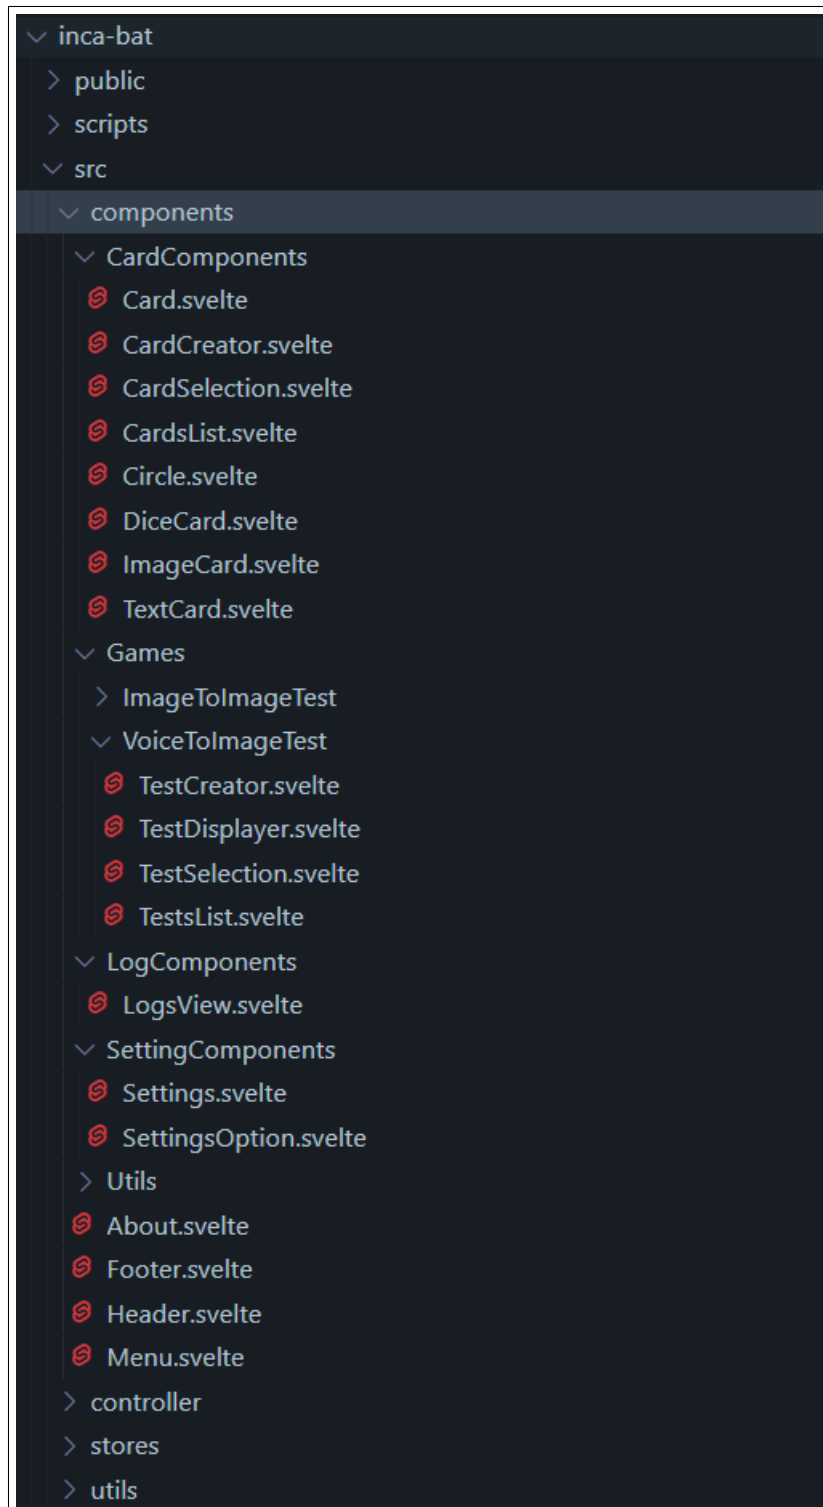 inca-bat
public
scripts
src
components
CardComponents
Card.svelte
CardCreator.svelte
CardSelection.svelte
CardsList.svelte
Circle.svelte
DiceCard.svelte
ImageCard.svelte
TextCard.svelte
Games
ImageToImageTest
VoiceToImageTest
TestCreator.svelte
TestDisplayer.svelte
TestSelection.svelte
TestsList.svelte
LogComponents
LogsView.svelte
SettingComponents
Settings.svelte
SettingsOption.svelte
Utils
About.svelte
Footer.svelte
Header.svelte
Menu.svelte
controller
stores
utils